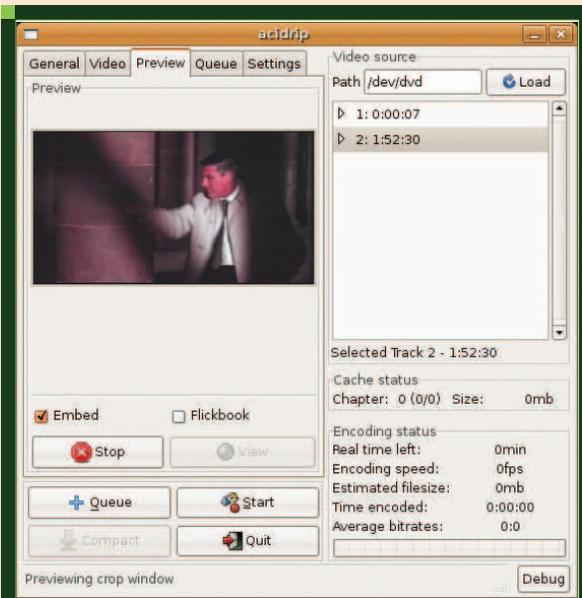 acidrip
General Video Preview Queue Settings
Preview
Embed Flickbook
Stop View
Queue Start
Compact Quit
Previewing crop window
Video source
Path /dev/dvd Load
1: 0:00:07
2: 1:52:30
Selected Track 2 - 1:52:30
Cache status
Chapter: 0 (0/0) Size: 0mb
Encoding status
Real time left: 0min
Encoding speed: 0fps
Estimated filesize: 0mb
Time encoded: 0:00:00
Average bitrates: 0:0
Debug